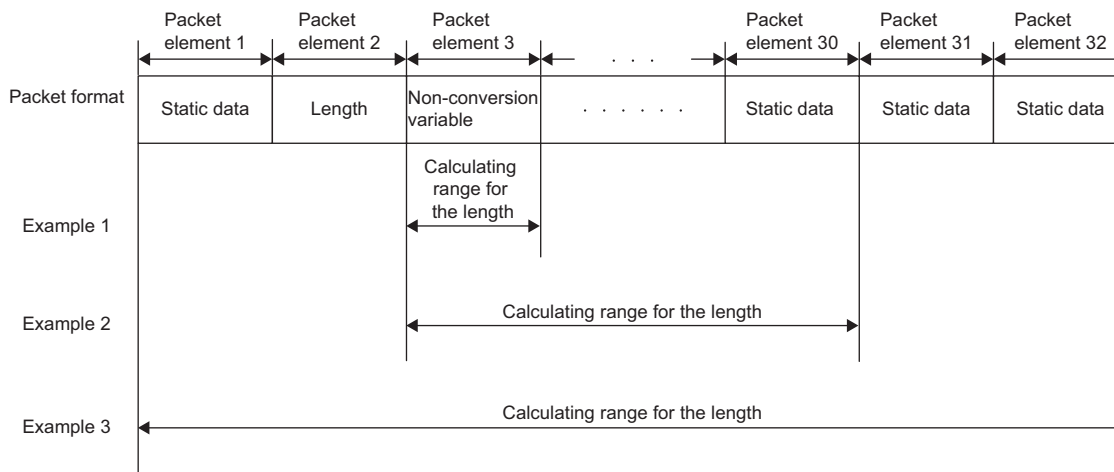 Packet element 1
Packet element 2
Packet element 3
. . .
Packet element 30
Packet element 31
Packet element 32
Packet format
Static data
Length
Non-conversion variable
. . . . . .
Static data
Static data
Static data
Calculating range for the length
Example 1
Calculating range for the length
Example 2
Calculating range for the length
Example 3